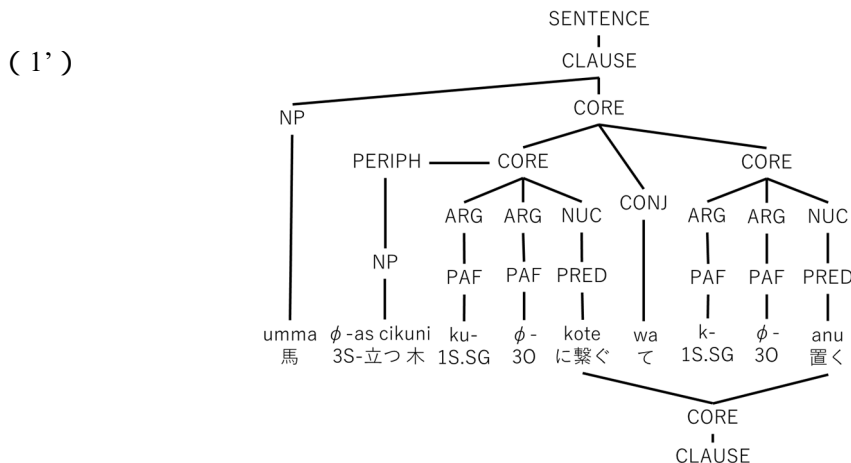 SENTENCE
(1’)
CLAUSE
NP
CORE
PERIPH CORE CORE
CONJ
ARG ARG NUC ARG ARG NUC
NP
PAF PAF PRED PAF PAF PRED
umma φ-as cikuni ku- φ- kote wa k- φ- anu
馬 3S-立つ 木 1S.SG 3O に繋ぐ て 1S.SG 3O 置く
CORE
CLAUSE